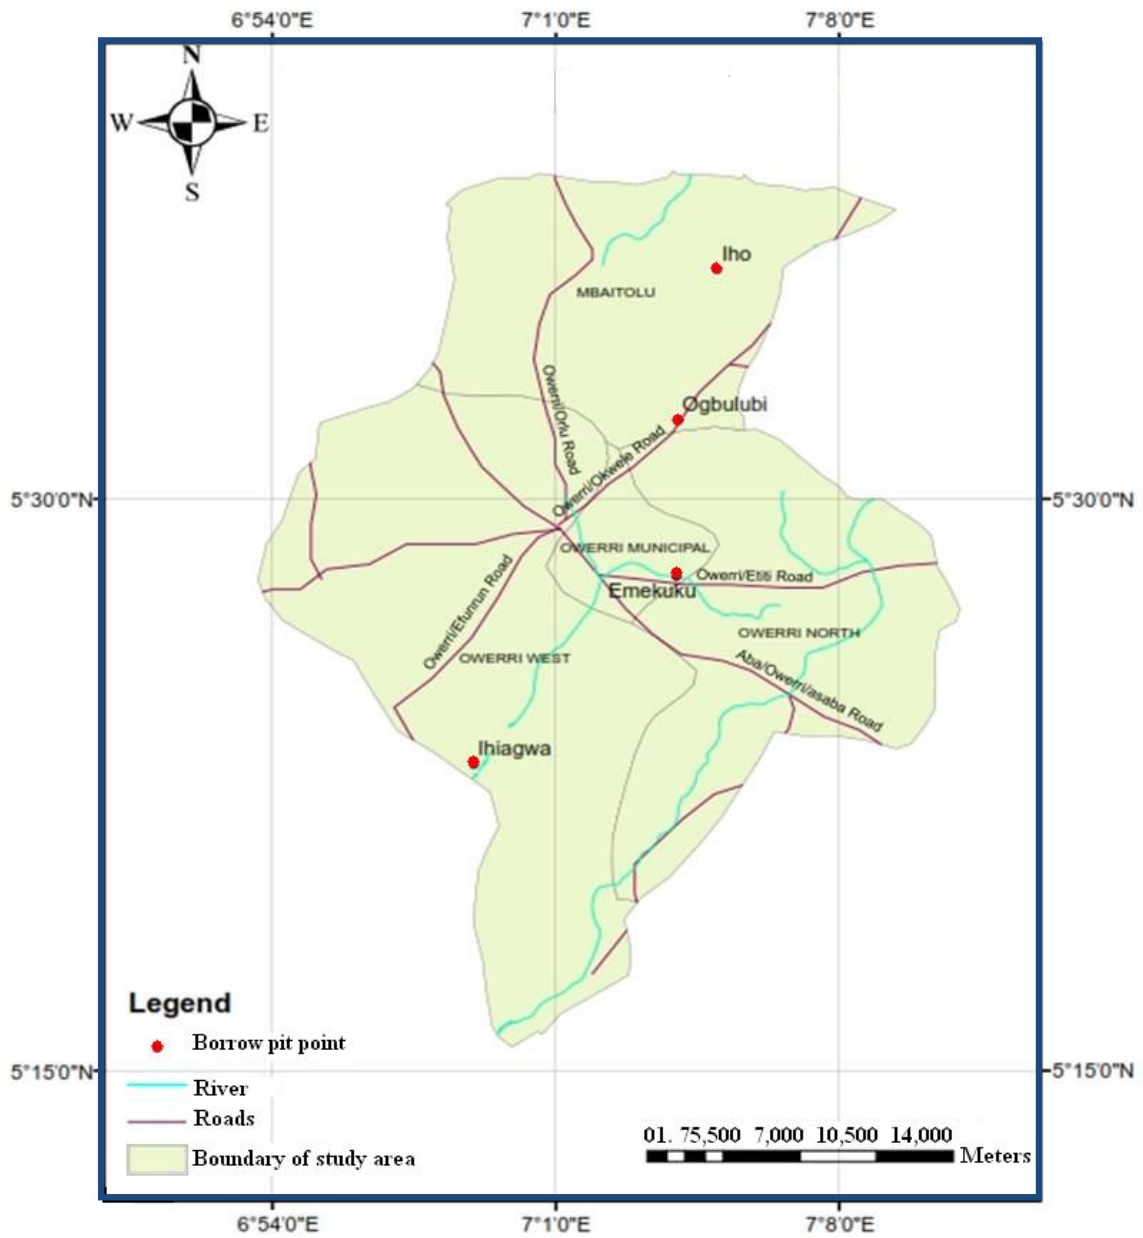 6°54'0"E 7°1'0"E 7°8'0"E
N
W E
S
Iho
MBAITOLU
Owerri/Orlu Road
Ogbulubi
Owerri/Okwele Road
5°30'0"N 5°30'0"N
OWERRI MUNICIPAL
Owerri/Etiti Road
Emekuku
Owerri/Efunrun Road
OWERRI NORTH
OWERRI WEST
Aba/Owerri/asaba Road
Ihiagwa
Legend
Borrow pit point
5°15'0"N 5°15'0"N
River
Roads
01. 75,500 7,000 10,500 14,000
Boundary of study area
Meters
6°54'0"E 7°1'0"E 7°8'0"E